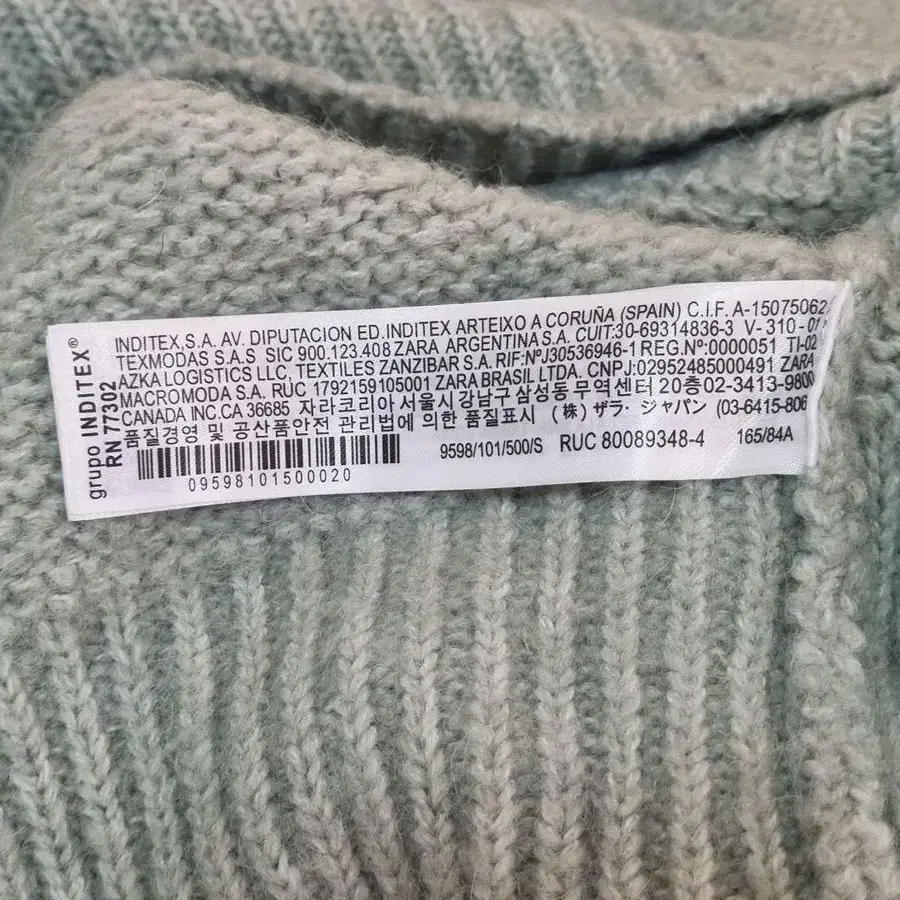 grupo INDITEX®
RN 77302
INDITEX,S.A. AV. DIPUTACION ED.INDITEX ARTEIXO A CORUÑA (SPAIN) C.I.F. A-15075062
TEXMODAS S.A.S SIC 900.123.408 ZARA ARGENTINA S.A. CUIT:30-69314836-3 V- 310 -01
AZKA LOGISTICS LLC, TEXTILES ZANZIBAR S.A. RIF:NºJ30536946-1 REG.Nº:0000051 TI-02
MACROMODA S.A. RUC 1792159105001 ZARA BRASIL LTDA. CNPJ:02952485000491 ZARA
CANADA INC.CA 36685 자라코리아 서울시 강남구 삼성동 무역센터 20층02-3413-9800
품질경영 및 공산품안전 관리법에 의한 품질표시 (株) ザラ・ジャパン (03-6415-806
9598/101/500/S RUC 80089348-4 165/84A
09598101500020